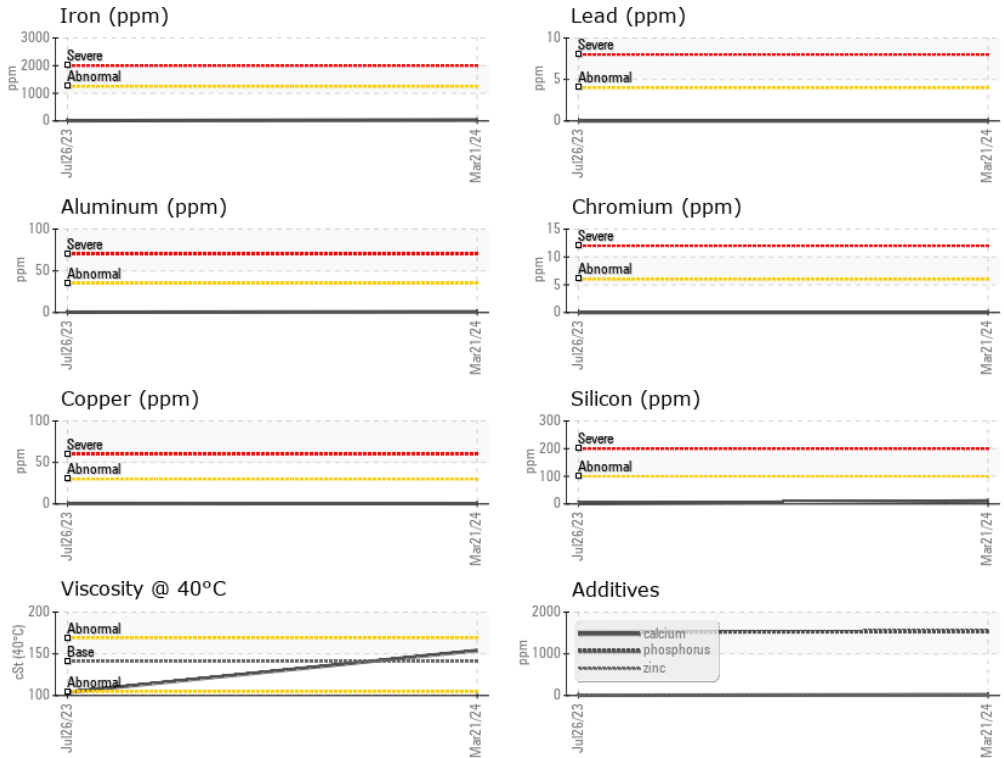 Iron (ppm)
3000
2000
1000
0
ppm
Severe
Abnormal
Jul26/23
Mar21/24
Lead (ppm)
10
5
0
ppm
Severe
Abnormal
Jul26/23
Mar21/24
Aluminum (ppm)
100
50
0
ppm
Severe
Abnormal
Jul26/23
Mar21/24
Chromium (ppm)
15
10
5
0
ppm
Severe
Abnormal
Jul26/23
Mar21/24
Copper (ppm)
100
50
0
ppm
Severe
Abnormal
Jul26/23
Mar21/24
Silicon (ppm)
300
200
100
0
ppm
Severe
Abnormal
Jul26/23
Mar21/24
Viscosity @ 40°C
200
150
100
cSt (40°C)
Abnormal
Base
Abnormal
Jul26/23
Mar21/24
Additives
2000
1000
0
ppm
calcium
phosphorus
zinc
Jul26/23
Mar21/24